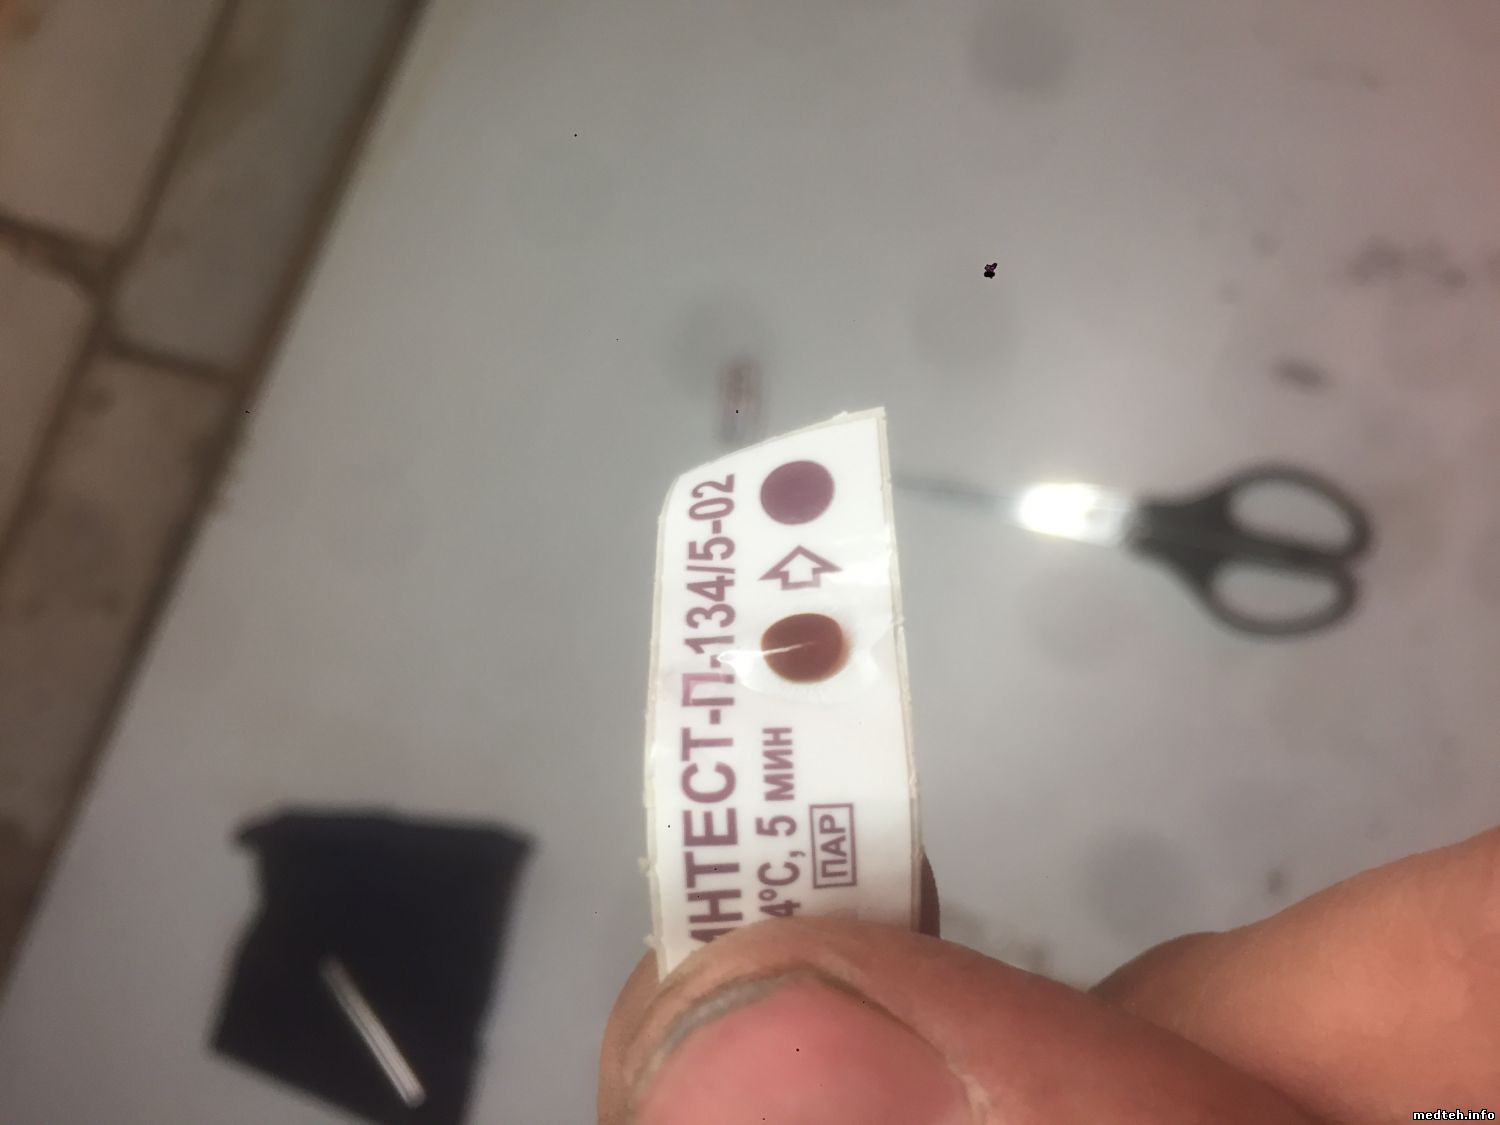 ИНТЕСТ-П-134/5-02
4°С, 5 мин
ПАР
medteh.info